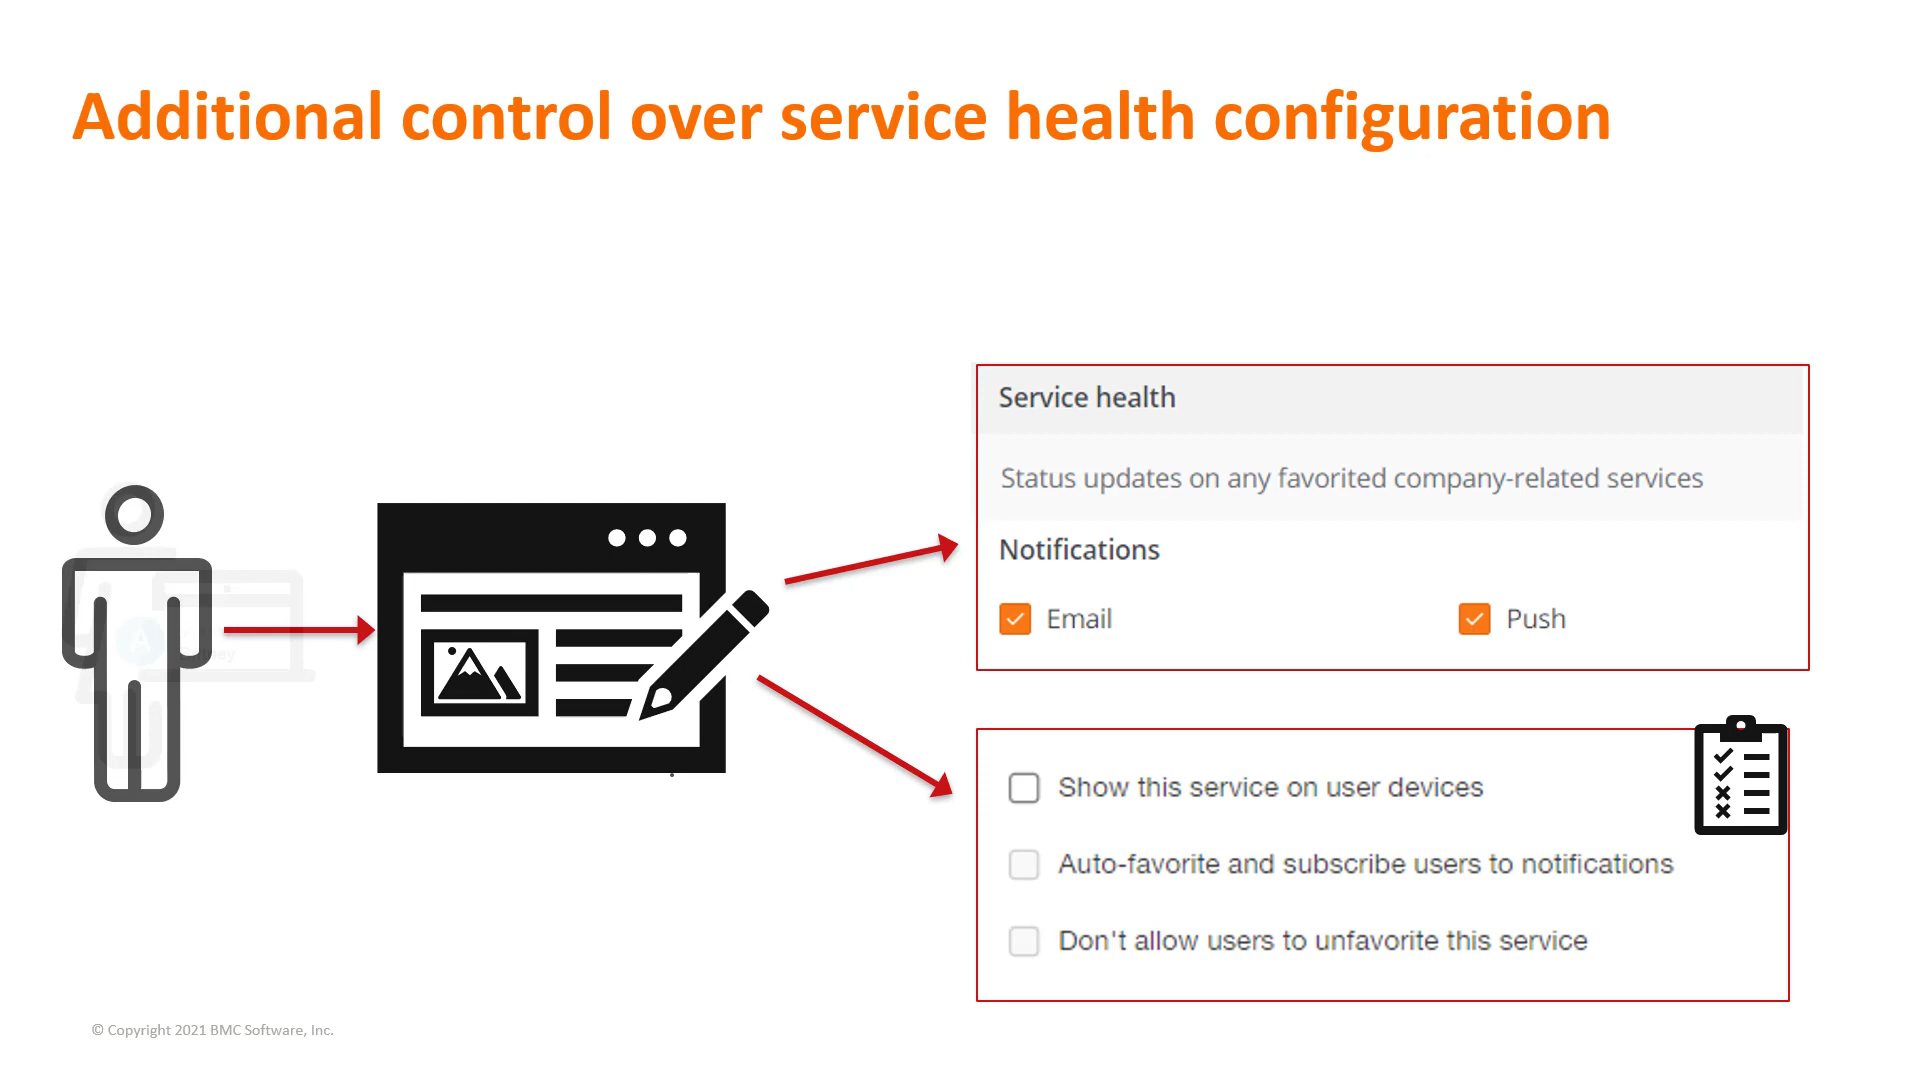 Additional control over service health configuration
Service health
Status updates on any favorited company-related services
Notifications
Email
Push
Show this service on user devices
Auto-favorite and subscribe users to notifications
Don't allow users to unfavorite this service
© Copyright 2021 BMC Software, Inc.